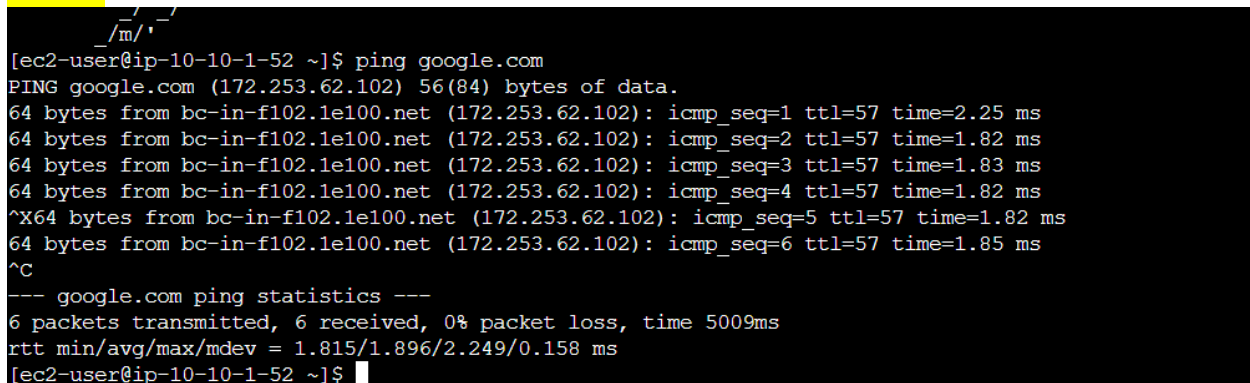 _/ _/
_/m/'
[ec2-user@ip-10-10-1-52 ~]$ ping google.com
PING google.com (172.253.62.102) 56(84) bytes of data.
64 bytes from bc-in-f102.1e100.net (172.253.62.102): icmp_seq=1 ttl=57 time=2.25 ms
64 bytes from bc-in-f102.1e100.net (172.253.62.102): icmp_seq=2 ttl=57 time=1.82 ms
64 bytes from bc-in-f102.1e100.net (172.253.62.102): icmp_seq=3 ttl=57 time=1.83 ms
64 bytes from bc-in-f102.1e100.net (172.253.62.102): icmp_seq=4 ttl=57 time=1.82 ms
^X64 bytes from bc-in-f102.1e100.net (172.253.62.102): icmp_seq=5 ttl=57 time=1.82 ms
64 bytes from bc-in-f102.1e100.net (172.253.62.102): icmp_seq=6 ttl=57 time=1.85 ms
^C
--- google.com ping statistics ---
6 packets transmitted, 6 received, 0% packet loss, time 5009ms
rtt min/avg/max/mdev = 1.815/1.896/2.249/0.158 ms
[ec2-user@ip-10-10-1-52 ~]$